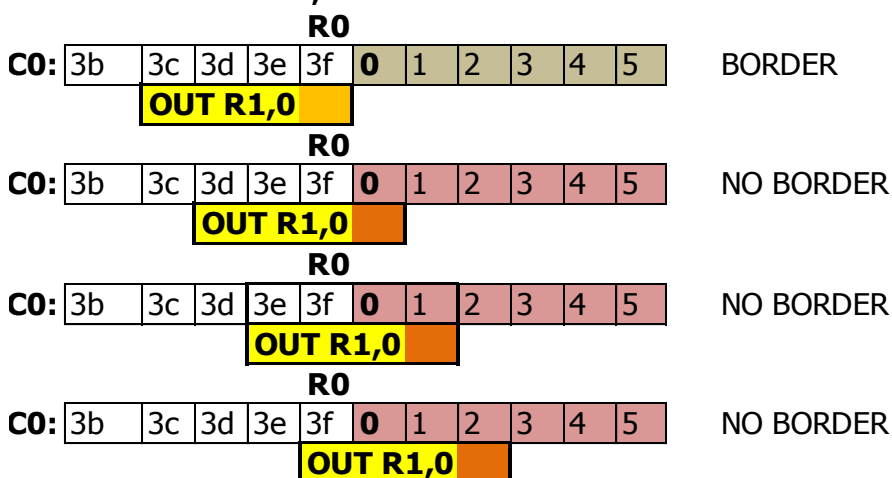 R0
C0: 3b 3c 3d 3e 3f 0 1 2 3 4 5 BORDER
OUT R1,0
R0
C0: 3b 3c 3d 3e 3f 0 1 2 3 4 5 NO BORDER
OUT R1,0
R0
C0: 3b 3c 3d 3e 3f 0 1 2 3 4 5 NO BORDER
OUT R1,0
R0
C0: 3b 3c 3d 3e 3f 0 1 2 3 4 5 NO BORDER
OUT R1,0